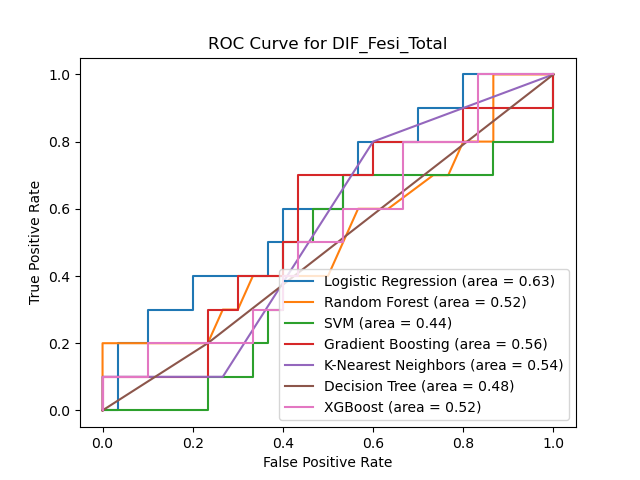 ROC Curve for DIF_Fesi_Total
True Positive Rate
1.0
0.8
0.6
0.4
0.2
0.0
Logistic Regression (area = 0.63)
Random Forest (area = 0.52)
SVM (area = 0.44)
Gradient Boosting (area = 0.56)
K-Nearest Neighbors (area = 0.54)
Decision Tree (area = 0.48)
XGBoost (area = 0.52)
0.0 0.2 0.4 0.6 0.8 1.0
False Positive Rate